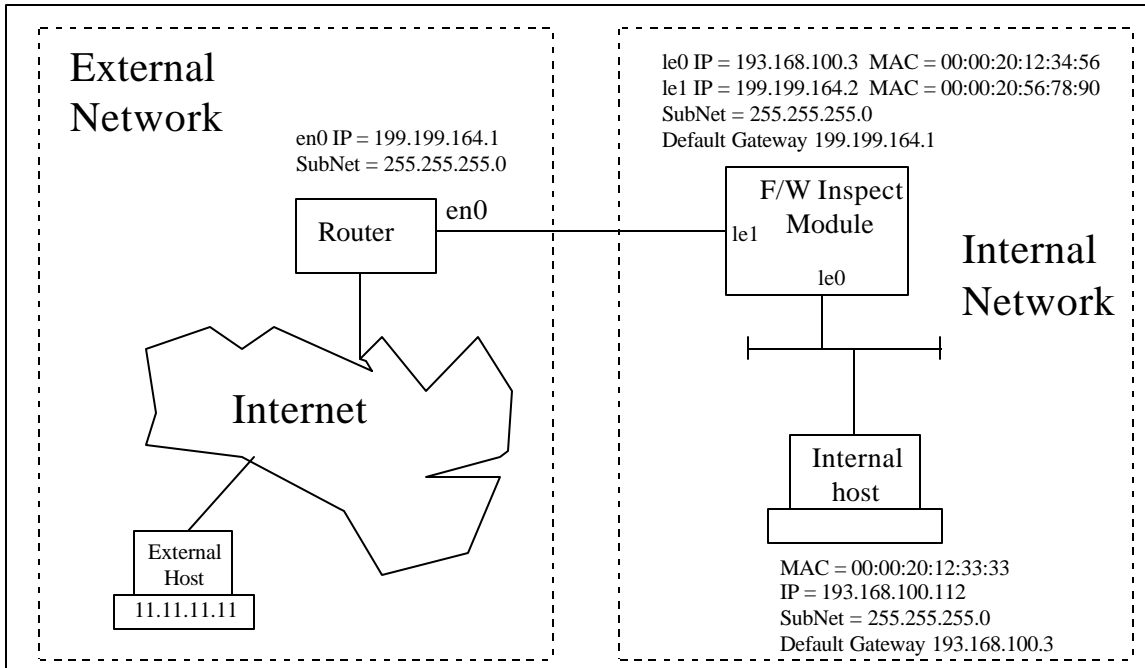 External
Network
en0 IP = 199.199.164.1
SubNet = 255.255.255.0
Router
en0
Internet
External
Host
11.11.11.11
le0 IP = 193.168.100.3  MAC = 00:00:20:12:34:56
le1 IP = 199.199.164.2  MAC = 00:00:20:56:78:90
SubNet = 255.255.255.0
Default Gateway 199.199.164.1
F/W Inspect
Module
le1
le0
Internal
Network
Internal
host
MAC = 00:00:20:12:33:33
IP = 193.168.100.112
SubNet = 255.255.255.0
Default Gateway 193.168.100.3